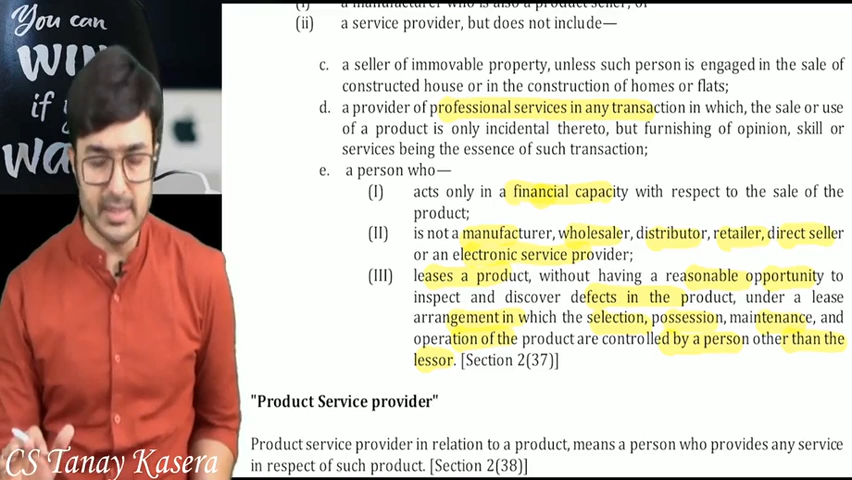 You can
WIN
if
wa
(i) a manufacturer who is also a product seller, or
(ii) a service provider, but does not include—
c. a seller of immovable property, unless such person is engaged in the sale of
constructed house or in the construction of homes or flats;
d. a provider of professional services in any transaction in which, the sale or use
of a product is only incidental thereto, but furnishing of opinion, skill or
services being the essence of such transaction;
e. a person who—
(I) acts only in a financial capacity with respect to the sale of the
product;
(II) is not a manufacturer, wholesaler, distributor, retailer, direct seller
or an electronic service provider;
(III) leases a product, without having a reasonable opportunity to
inspect and discover defects in the product, under a lease
arrangement in which the selection, possession, maintenance, and
operation of the product are controlled by a person other than the
lessor. [Section 2(37)]
"Product Service provider"
Product service provider in relation to a product, means a person who provides any service
in respect of such product. [Section 2(38)]
CS Tanay Kasera